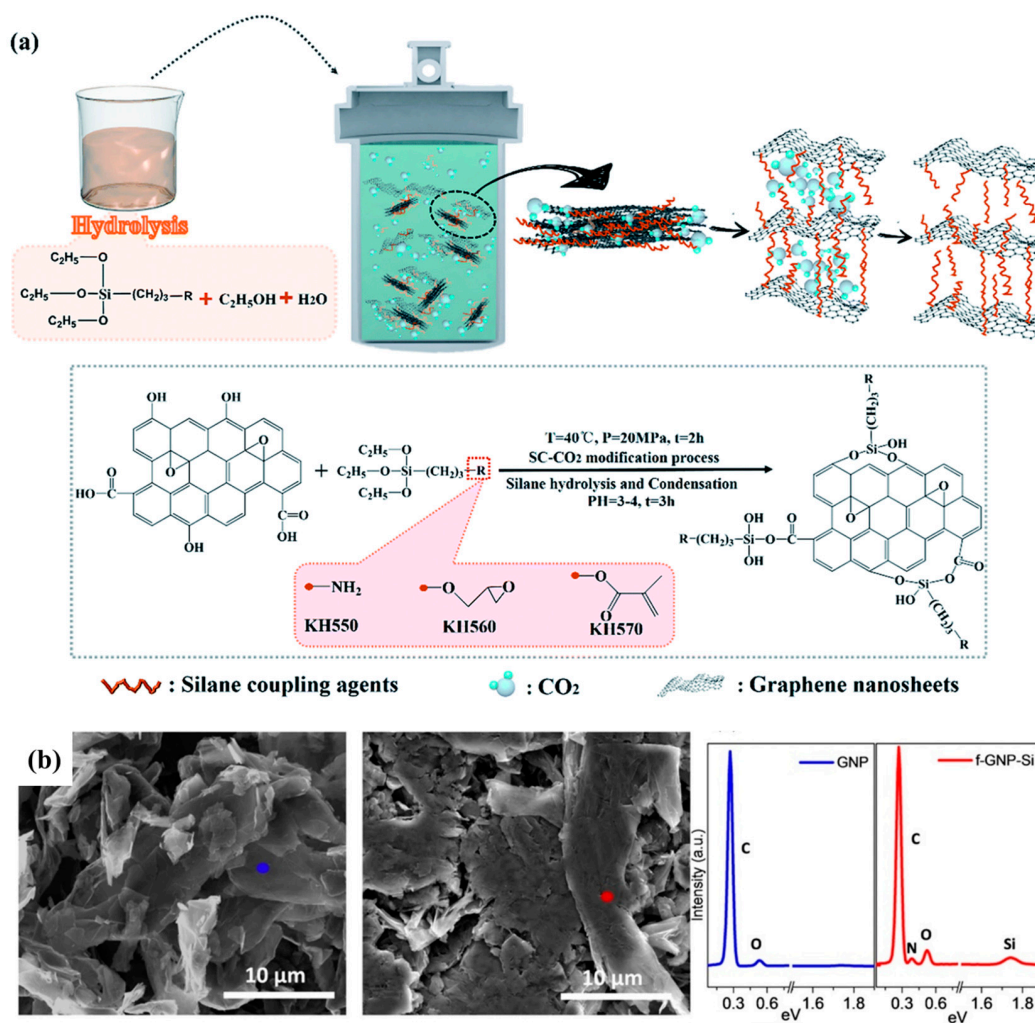 (a)
Hydrolysis
C₂H₅—O
C₂H₅—O—Si—(CH₂)₃—R + C₂H₅OH + H₂O
C₂H₅—O
OH
OH
O
O
HO—C
O
C
O
OH
OH
+
C₂H₅—O
C₂H₅—O—Si—(CH₂)₃—R
C₂H₅—O
T=40℃, P=20MPa, t=2h
SC-CO₂ modification process
Silane hydrolysis and Condensation
PH=3-4, t=3h
NH₂
KH550
O
O
KH560
O
O
KH570
R
(CH₂)₃
Si
OH
O
O
O
O
OH
O
R—(CH₂)₃—Si—O—C
OH
C
O
O
O
Si
HO
(CH₂)₃
R
: Silane coupling agents
: CO₂
: Graphene nanosheets
(b)
10 µm
10 µm
Intensity (a.u.)
GNP
C
O
0.3 0.6 1.6 1.8
eV
f-GNP-Si
C
N
O
Si
0.3 0.6 1.6 1.8
eV